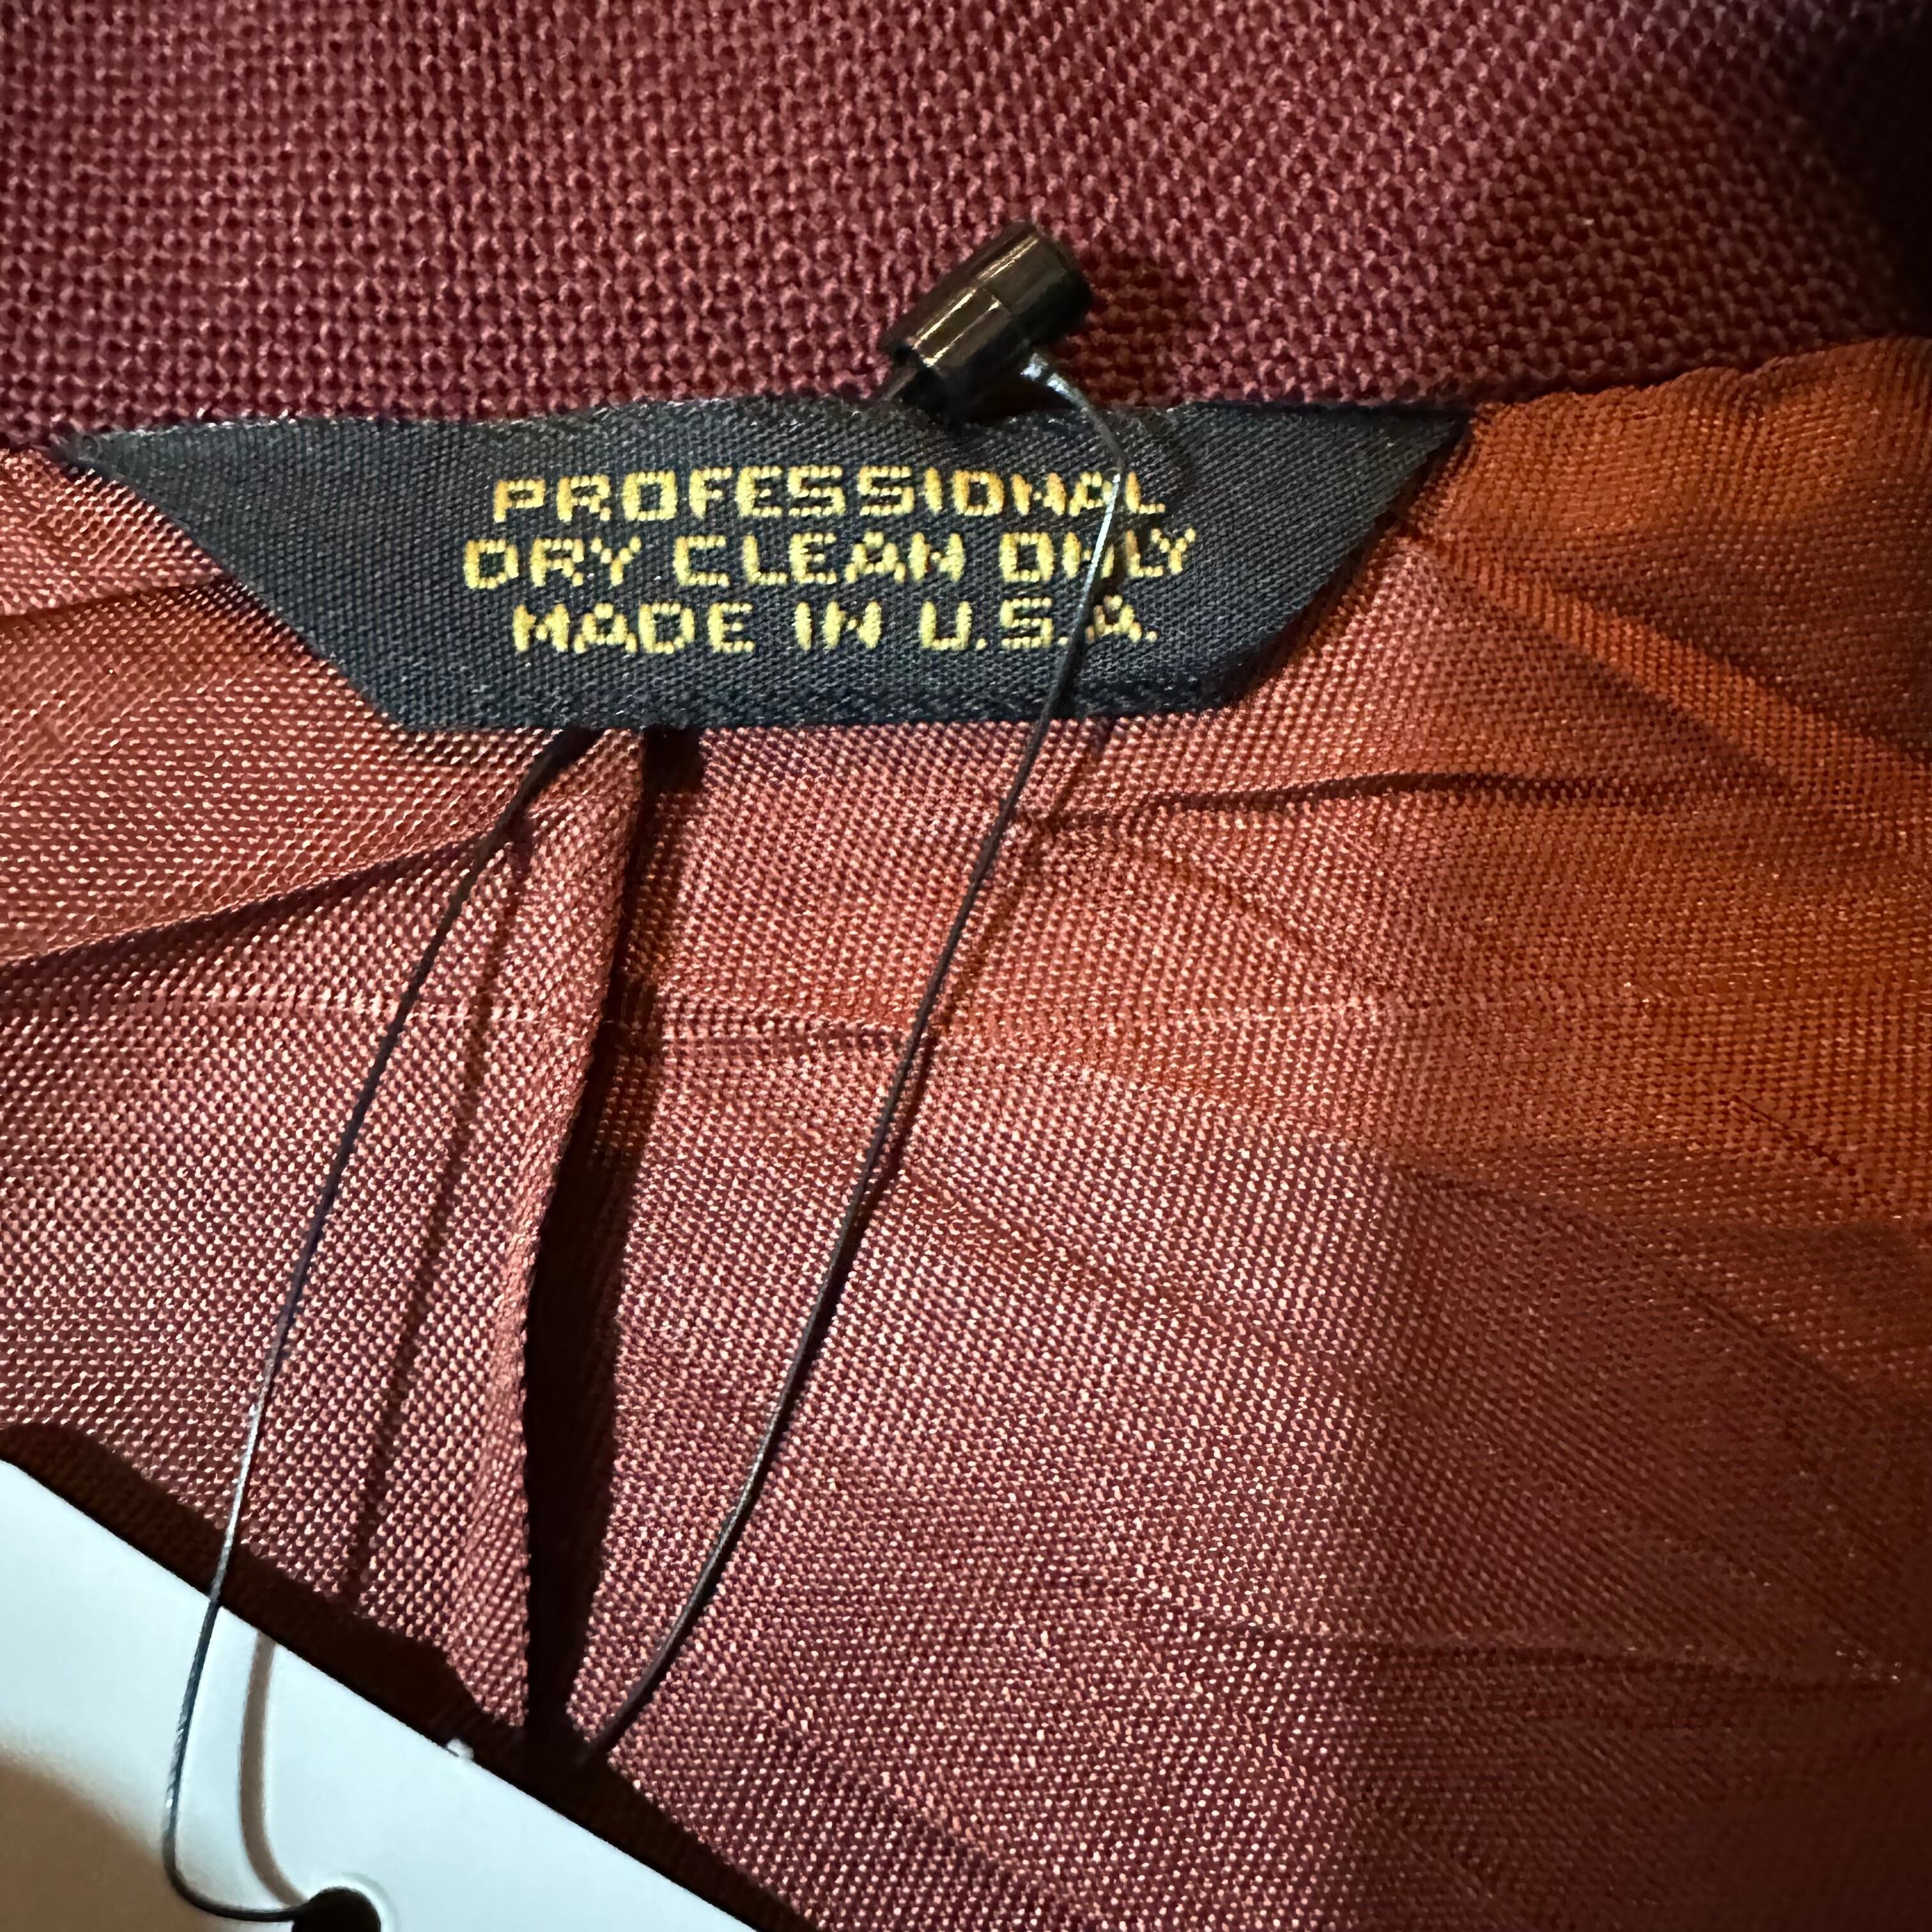 PROFESSIONAL
DRY CLEAN ONLY
MADE IN U.S.A.